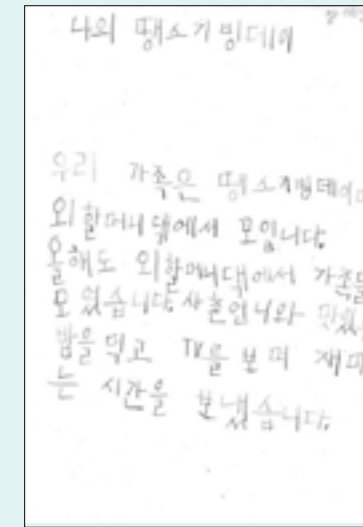 나의 땡스기빙데이
우리 가족은 땡스기빙데이에
외할머니댁에서 모입니다
올해도 외할머니댁에서 가족들
모였습니다 사촌언니와 맛있
밥을 먹고 TV를 보며 재미
는 시간을 보냈습니다.